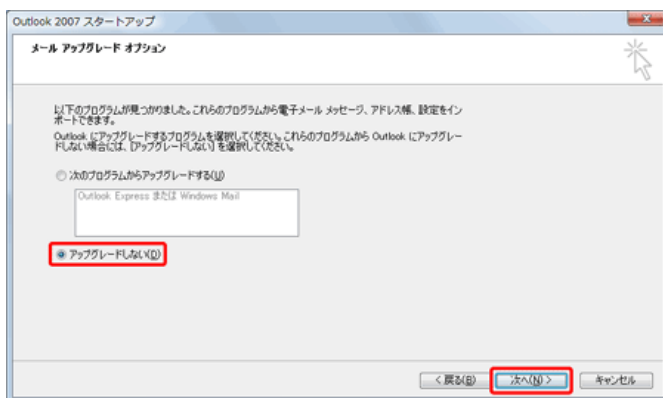 Outlook 2007 スタートアップ
メール アップグレード オプション
以下のプログラムが見つかりました。これらのプログラムから電子メール メッセージ、アドレス帳、設定をイン
ポートできます。
Outlook にアップグレードするプログラムを選択してください。これらのプログラムから Outlook にアップグレー
ドしない場合には、[アップグレードしない] を選択してください。
次のプログラムからアップグレードする(U)
Outlook Express または Windows Mail
アップグレードしない(D)
< 戻る(B) 次へ(N) > キャンセル